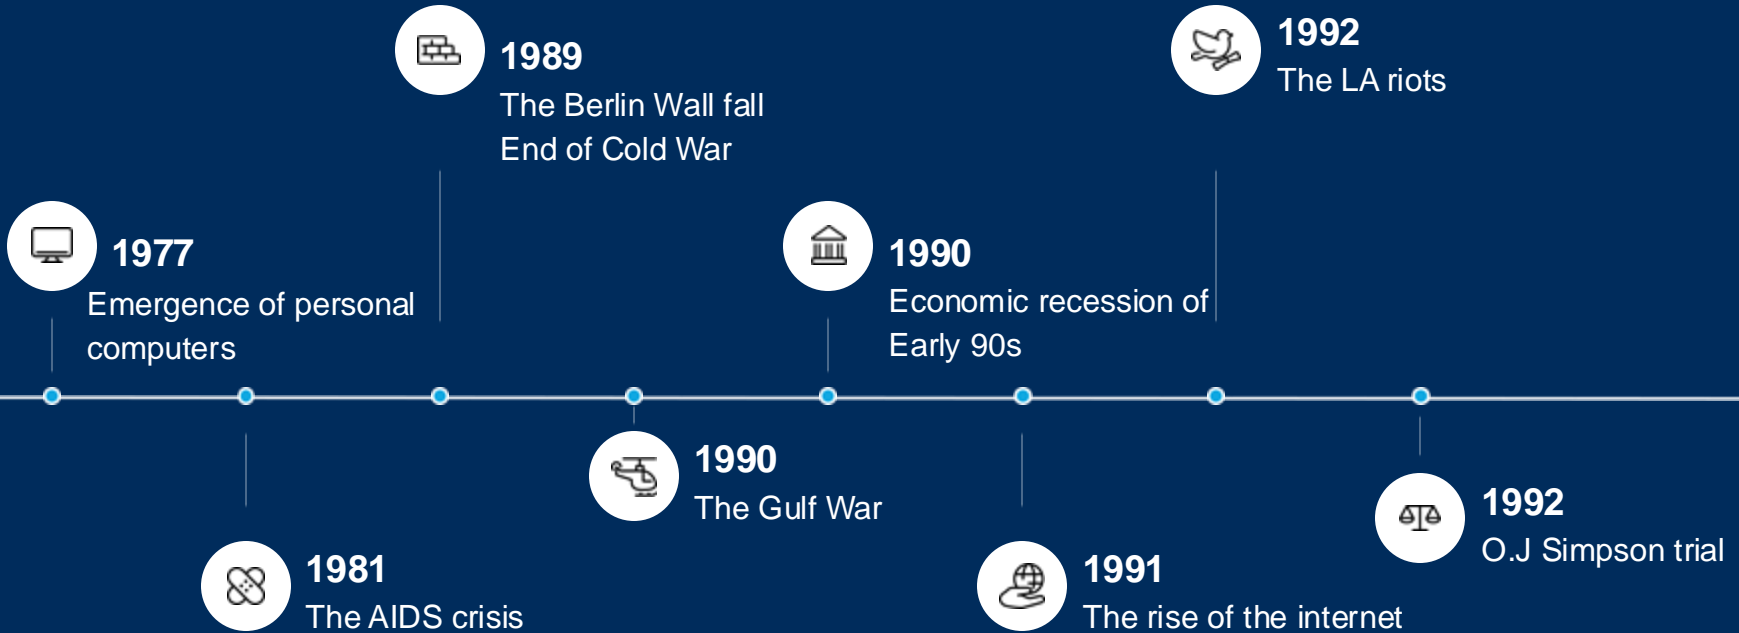 1977
Emergence of personal
computers
1981
The AIDS crisis
1989
The Berlin Wall fall
End of Cold War
1990
The Gulf War
1990
Economic recession of
Early 90s
1991
The rise of the internet
1992
The LA riots
1992
O.J Simpson trial